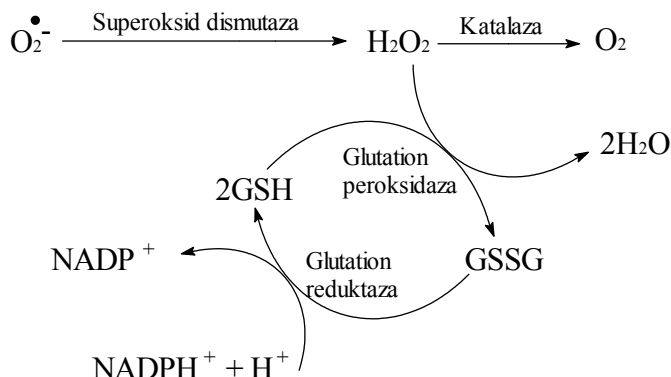 Superoksid dismutaza
O₂•- H₂O₂ Katalaza O₂
2H₂O
Glutation
peroksidaza
2GSH
NADP +
Glutation
reduktaza
GSSG
NADPH+ + H+